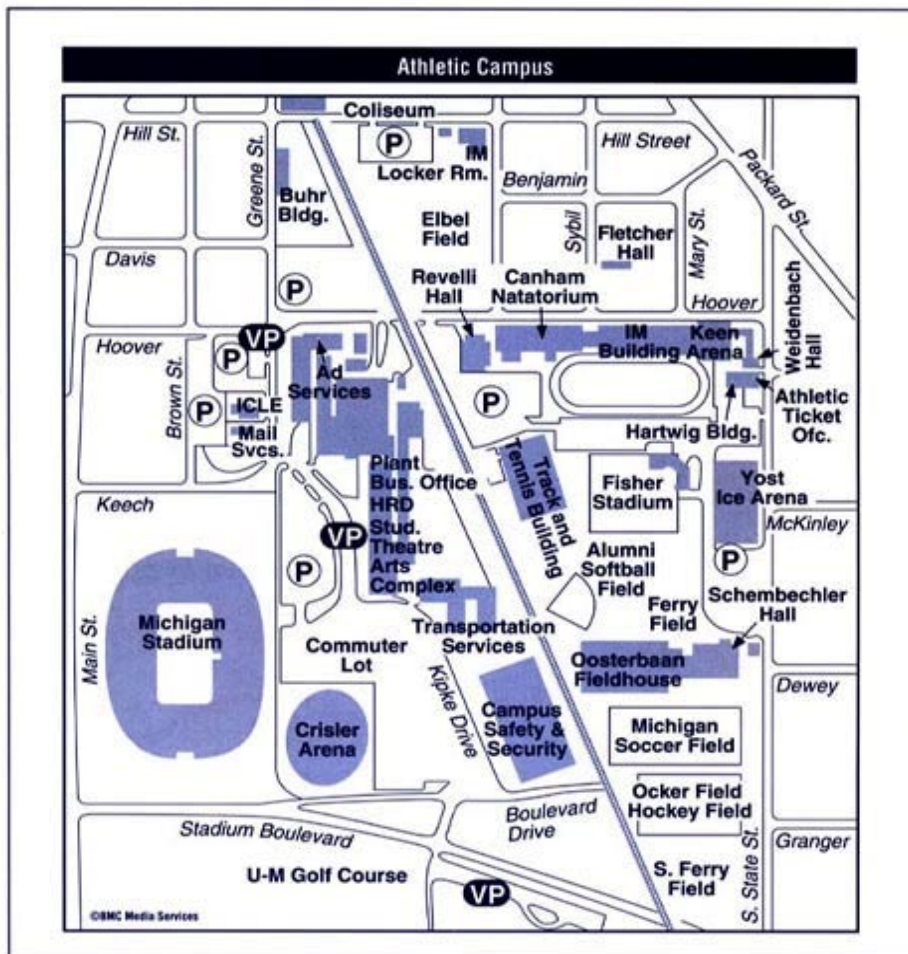 Athletic Campus
Coliseum
Hill St.
Greene St.
P
IM
Locker Rm.
Hill Street
Packard St.
Buhr
Bldg.
Benjamin
Elbel
Field
Sybil
Fletcher
Hall
Mary St.
Davis
P
Revelli
Hall
Canham
Natatorium
Hoover
Weidenbach
Hall
Hoover
VP
P
IM
Building
Keen
Arena
Brown St.
Ad
Services
P
ICLE
P
Athletic
Ticket
Ofc.
Mail
Svcs.
Hartwig Bldg.
Keech
Plant
Bus. Office
HRD
Stud.
Theatre
Arts
Complex
Track and
Tennis Building
Fisher
Stadium
Yost
Ice Arena
McKinley
VP
P
P
Alumni
Softball
Field
Schembechler
Hall
Ferry
Field
Main St.
Michigan
Stadium
Commuter
Lot
Transportation
Services
Oosterbaan
Fieldhouse
Dewey
Kipke Drive
Crisler
Arena
Campus
Safety &
Security
Michigan
Soccer Field
Ocker Field
Hockey Field
Stadium Boulevard
Boulevard
Drive
Granger
U-M Golf Course
VP
S. Ferry
Field
S. State St.
©BMC Media Services